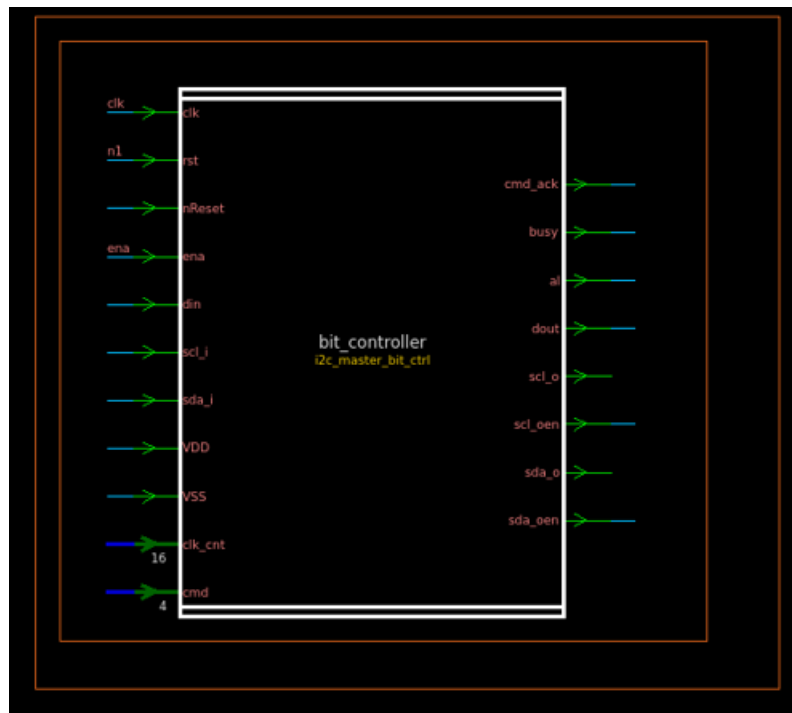 clk
clk
n1
rst
cmd_ack
nReset
busy
ena
ena
al
din
dout
bit_controller
scl_i
i2c_master_bit_ctrl
scl_o
sda_i
scl_oen
VDD
sda_o
VSS
sda_oen
clk_cnt
16
cmd
4